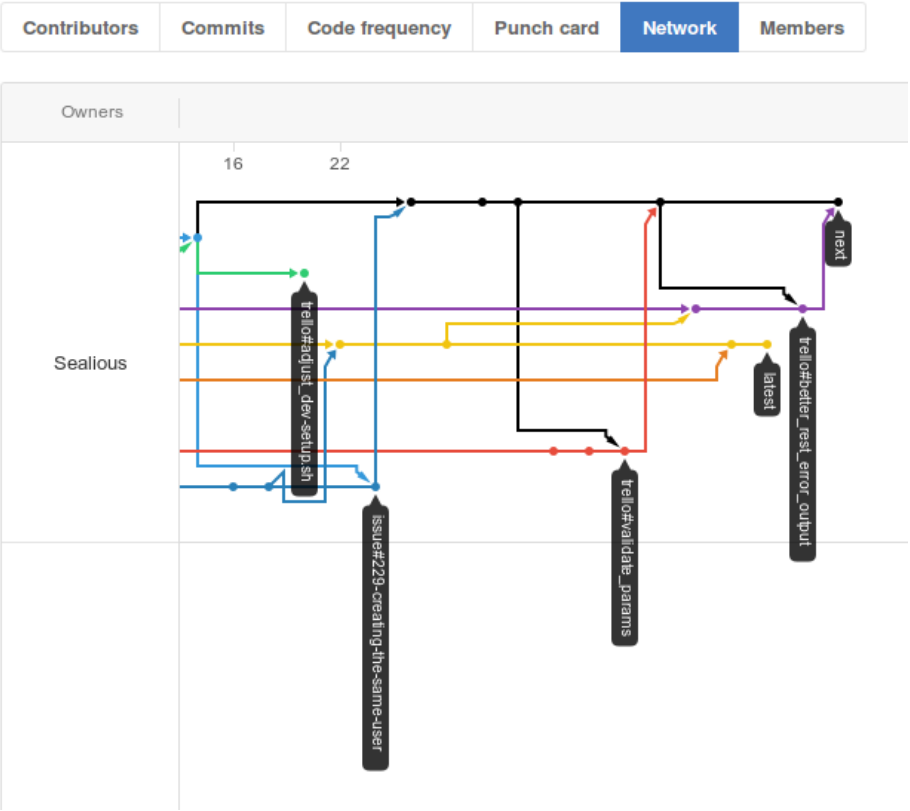 Contributors
Commits
Code frequency
Punch card
Network
Members
Owners
16
22
Sealious
next
trello#adjust_dev-setup.sh
latest
trello#better_rest_error_output
trello#validate_params
issue#229-creating-the-same-user